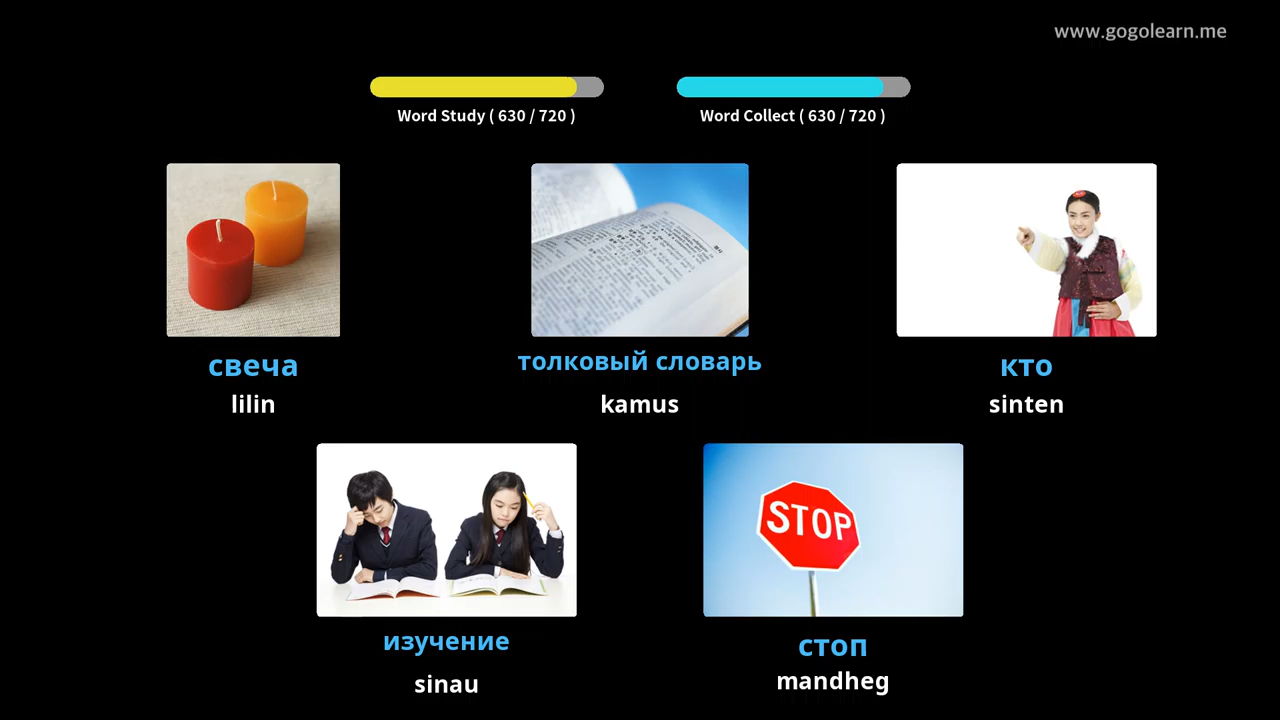 www.gogolearn.me
Word Study ( 630 / 720 )
Word Collect ( 630 / 720 )
свеча
lilin
толковый словарь
kamus
кто
sinten
STOP
изучение
sinau
стоп
mandheg